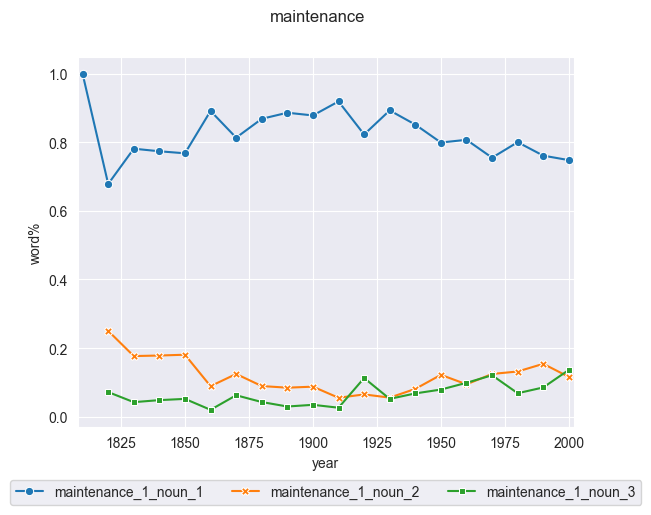 maintenance
1.0
0.8
0.6
0.4
0.2
0.0
word%
1825 1850 1875 1900 1925 1950 1975 2000
year
maintenance_1_noun_1 maintenance_1_noun_2 maintenance_1_noun_3